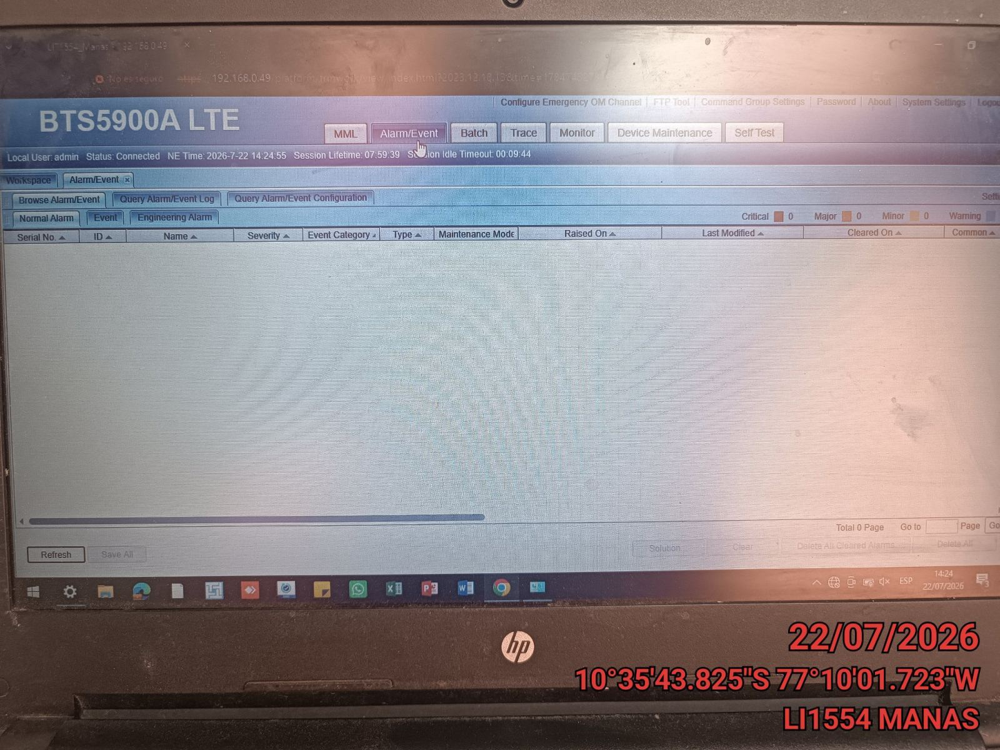 192.168.0.49
No es seguro https 192.168.0.49
Configure Emergency OM Channel FTP Tool Command Group Settings Password About System Settings
BTS5900A LTE
MML Alarm/Event Batch Trace Monitor Device Maintenance Self Test
Local User: admin Status: Connected NE Time: 2026-7-22 14:24:55 Session Lifetime: 07:59:39 Idle Timeout: 00:09:44
Workspace Alarm/Event
Browse Alarm/Event Query Alarm/Event Log Query Alarm/Event Configuration
Normal Alarm Event Engineering Alarm Critical 0 Major 0 Minor 0 Warning
Serial No. ID Name Severity Event Category Type Maintenance Mode Raised On Last Modified Cleared On Common
Total 0 Page Go to Page Go
Refresh Save All Solution Clear Delete All Cleared Alarms Delete All
ESP 14:24
22/07/2026
hp
22/07/2026
10°35'43.825"S 77°10'01.723"W
LI1554 MANAS